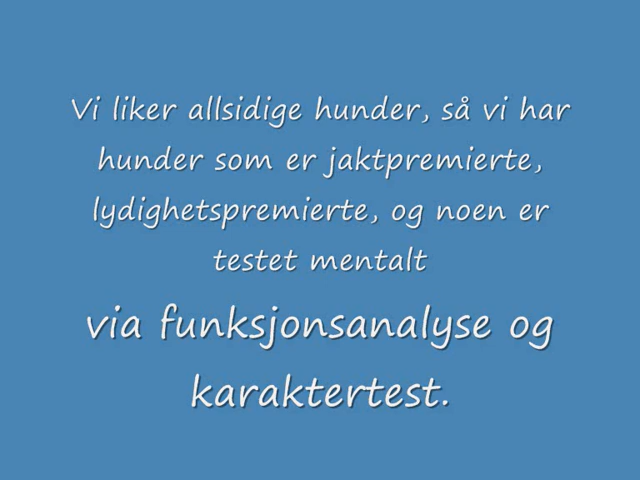 Vi liker allsidige hunder, så vi har
hunder som er jaktpremierte,
lydighetspremierte, og noen er
testet mentalt
via funksjonsanalyse og
karaktertest.